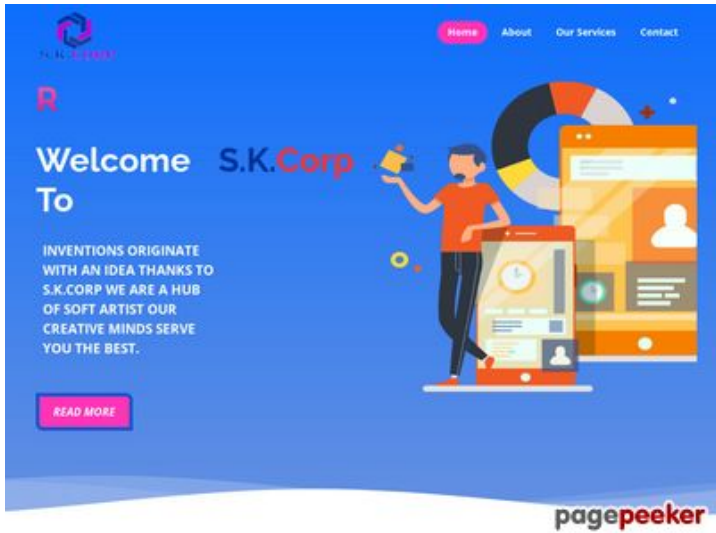 S.K.CORP
Home About Our Services Contact
R
Welcome S.K.Corp
To
INVENTIONS ORIGINATE
WITH AN IDEA THANKS TO
S.K.CORP WE ARE A HUB
OF SOFT ARTIST OUR
CREATIVE MINDS SERVE
YOU THE BEST.
READ MORE
pagepeeker